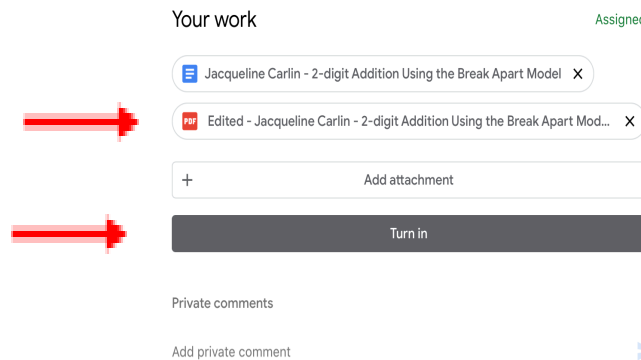 Your work
Assigned
Jacqueline Carlin - 2-digit Addition Using the Break Apart Model
PDF
Edited - Jacqueline Carlin - 2-digit Addition Using the Break Apart Mod...
Add attachment
Turn in
Private comments
Add private comment